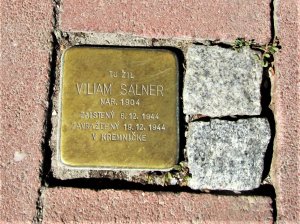 TU ŽIL
VILIAM SALNER
NAR. 1904
ZAISTENÝ 8.12.1944
ZAVRAŽDENÝ 19.12.1944
V KREMNIČKE